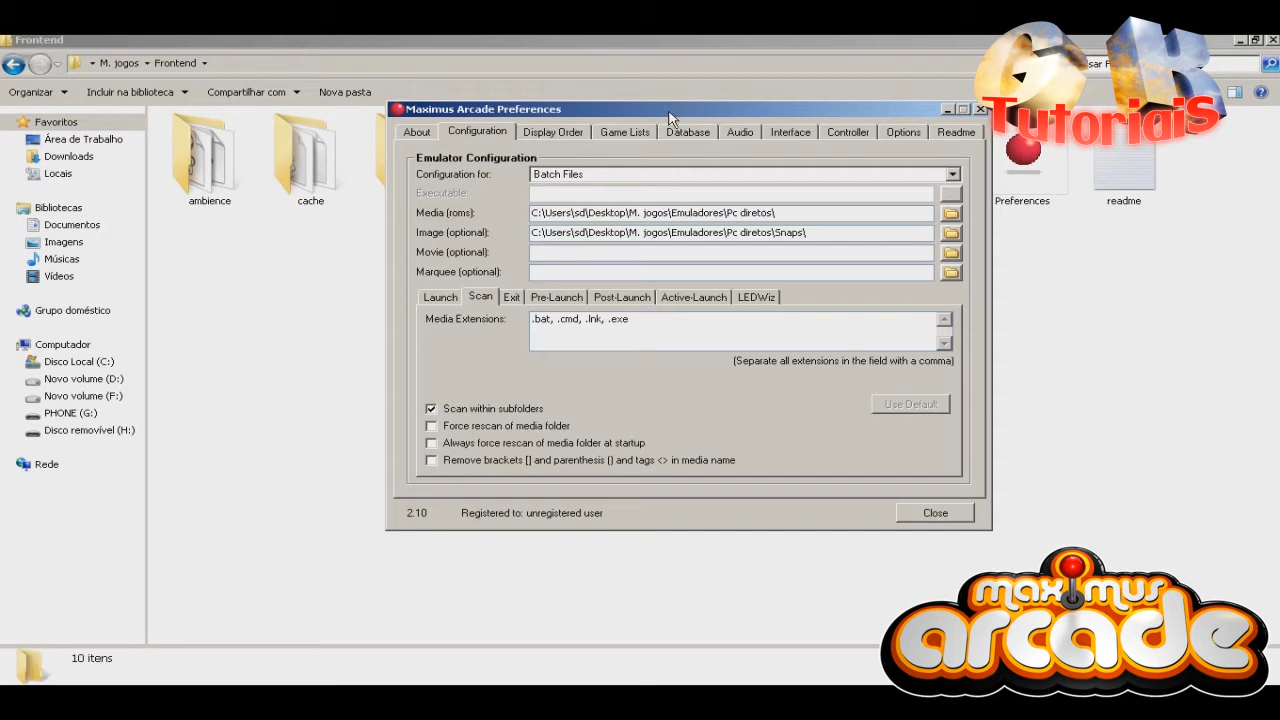 Frontend
M. jogos Frontend
sar F
Organizar Incluir na biblioteca Compartilhar com Nova pasta
GK
TutoriaiS
Favoritos
Área de Trabalho
Downloads
Locais
Bibliotecas
Documentos
Imagens
Músicas
Vídeos
Grupo doméstico
Computador
Disco Local (C:)
Novo volume (D:)
Novo volume (F:)
PHONE (G:)
Disco removível (H:)
Rede
ambience
cache
Preferences
readme
Maximus Arcade Preferences
About Configuration Display Order Game Lists Database Audio Interface Controller Options Readme
Emulator Configuration
Configuration for: Batch Files
Executable:
Media (roms): C:\Users\sd\Desktop\M. jogos\Emuladores\Pc diretos\
Image (optional): C:\Users\sd\Desktop\M. jogos\Emuladores\Pc diretos\Snaps\
Movie (optional):
Marquee (optional):
Launch Scan Exit Pre-Launch Post-Launch Active-Launch LEDWiz
Media Extensions: .bat, .cmd, .lnk, .exe
(Separate all extensions in the field with a comma)
Use Default
Scan within subfolders
Force rescan of media folder
Always force rescan of media folder at startup
Remove brackets [] and parenthesis () and tags <> in media name
2.10 Registered to: unregistered user Close
10 itens
maximus
arcade